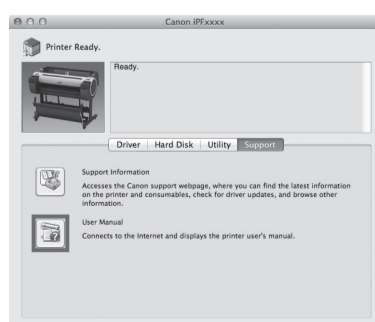 Canon iPFxxxx
Printer Ready.
Ready.
Driver Hard Disk Utility Support
Support Information
Accesses the Canon support webpage, where you can find the latest information
on the printer and consumables, check for driver updates, and browse other
information.
User Manual
Connects to the Internet and displays the printer user's manual.